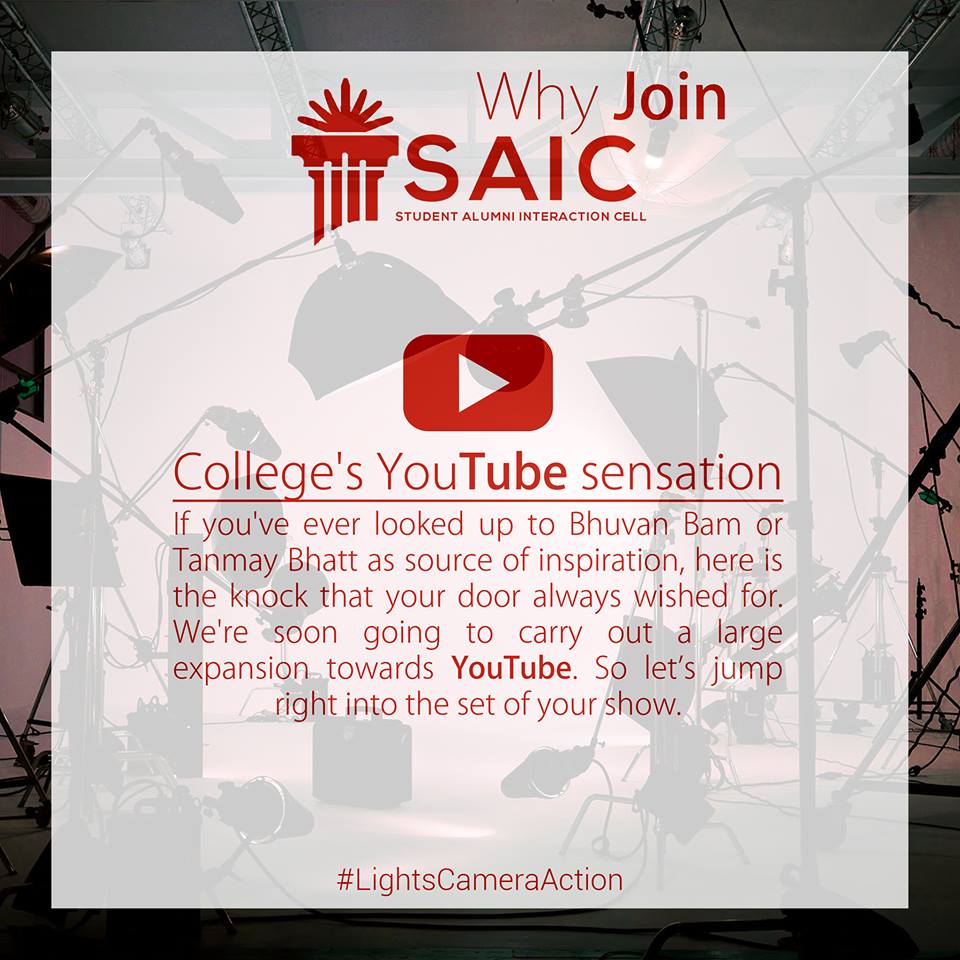 Why Join
SAIC
STUDENT ALUMNI INTERACTION CELL
College's YouTube sensation
If you've ever looked up to Bhuvan Bam or
Tanmay Bhatt as source of inspiration, here is
the knock that your door always wished for.
We're soon going to carry out a large
expansion towards YouTube. So let’s jump
right into the set of your show.
#LightsCameraAction